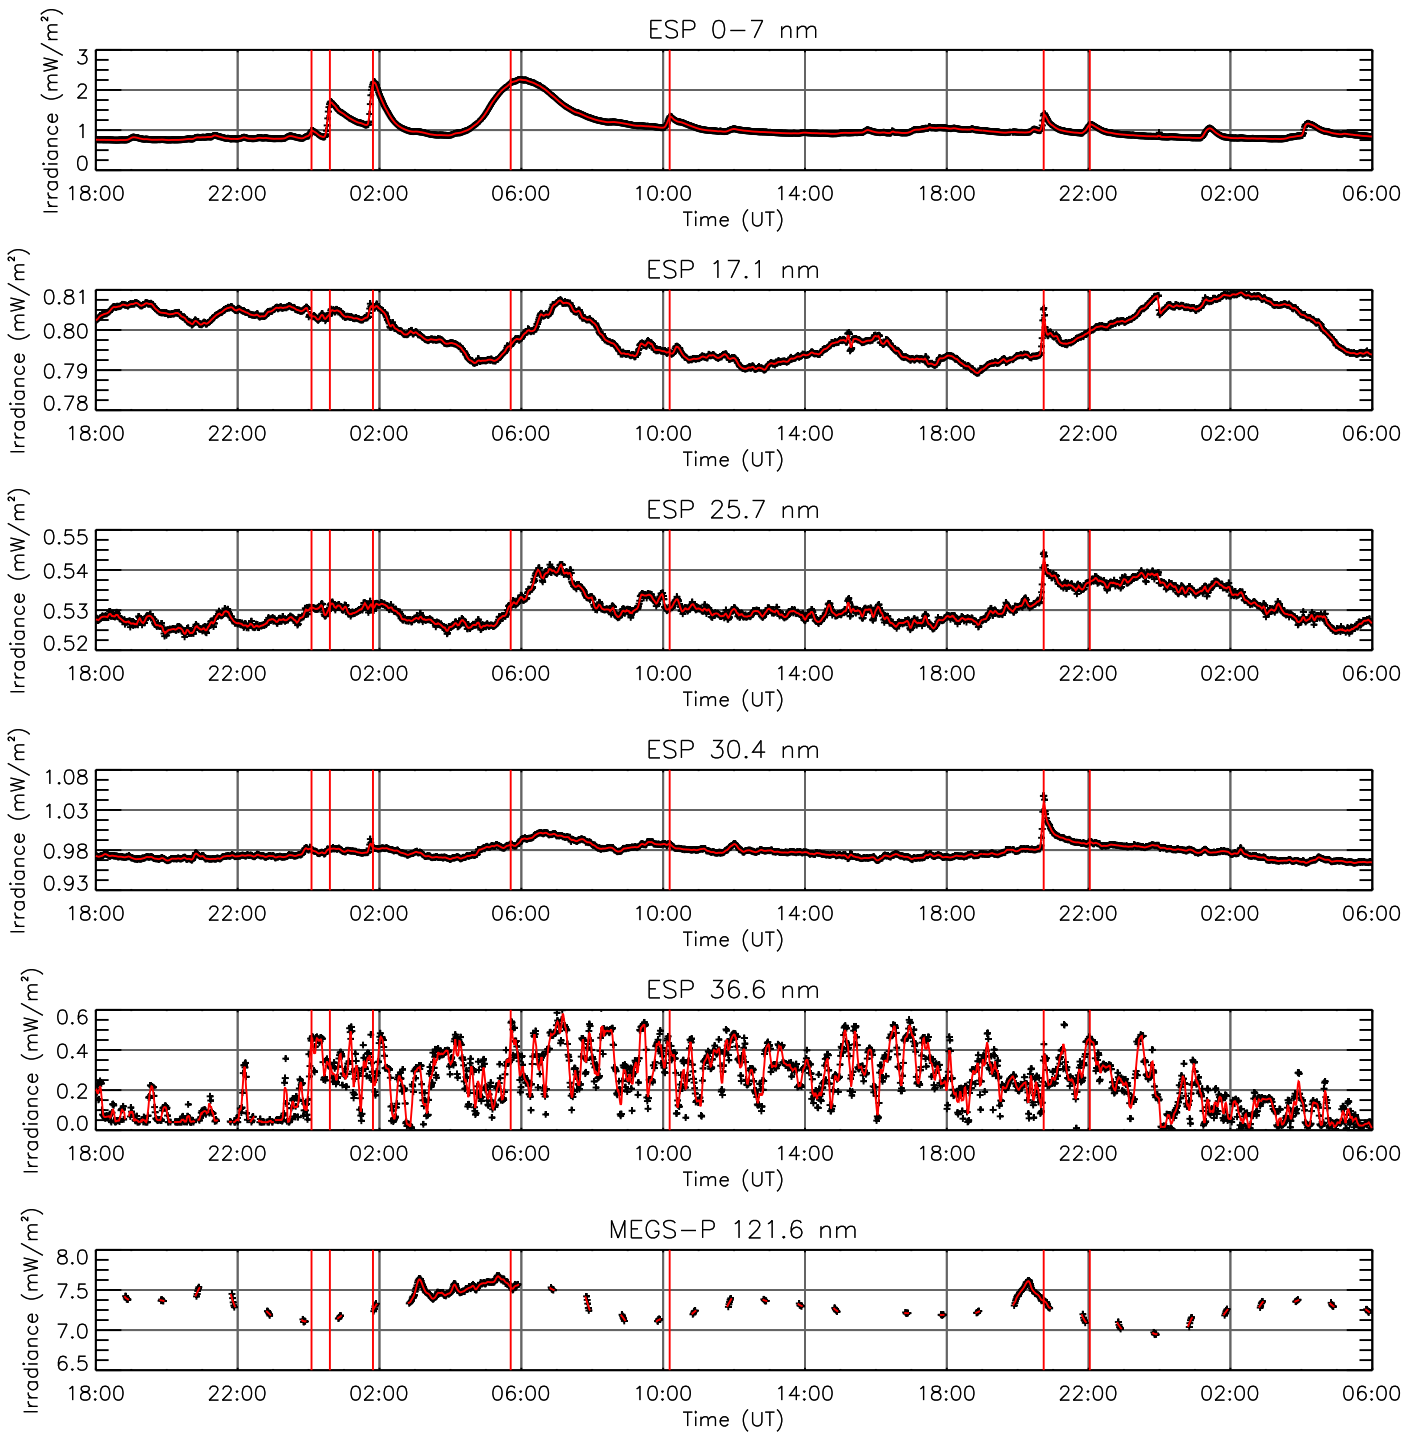 ESP 0−7 nm
Irradiance (mW/m²)
3
2
1
0
18:00 22:00 02:00 06:00 10:00 14:00 18:00 22:00 02:00 06:00
Time (UT)
ESP 17.1 nm
Irradiance (mW/m²)
0.81
0.80
0.79
0.78
18:00 22:00 02:00 06:00 10:00 14:00 18:00 22:00 02:00 06:00
Time (UT)
ESP 25.7 nm
Irradiance (mW/m²)
0.55
0.54
0.53
0.52
18:00 22:00 02:00 06:00 10:00 14:00 18:00 22:00 02:00 06:00
Time (UT)
ESP 30.4 nm
Irradiance (mW/m²)
1.08
1.03
0.98
0.93
18:00 22:00 02:00 06:00 10:00 14:00 18:00 22:00 02:00 06:00
Time (UT)
ESP 36.6 nm
Irradiance (mW/m²)
0.6
0.4
0.2
0.0
18:00 22:00 02:00 06:00 10:00 14:00 18:00 22:00 02:00 06:00
Time (UT)
MEGS−P 121.6 nm
Irradiance (mW/m²)
8.0
7.5
7.0
6.5
18:00 22:00 02:00 06:00 10:00 14:00 18:00 22:00 02:00 06:00
Time (UT)